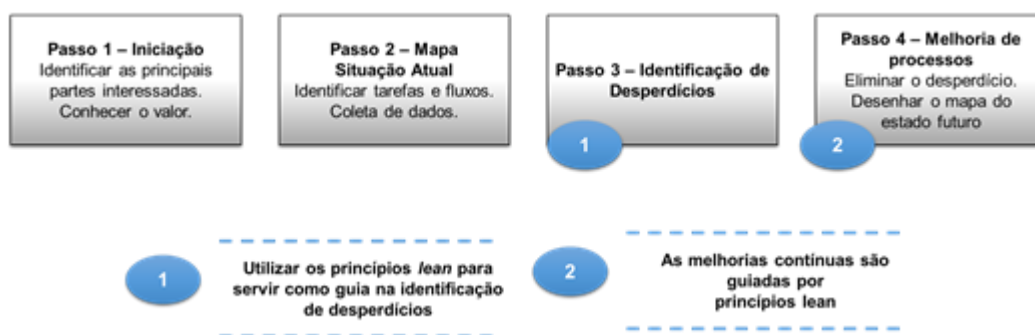 Passo 1 – Iniciação
Identificar as principais
partes interessadas.
Conhecer o valor.
Passo 2 – Mapa
Situação Atual
Identificar tarefas e fluxos.
Coleta de dados.
Passo 3 – Identificação de
Desperdícios
1
Passo 4 – Melhoria de
processos
Eliminar o desperdício.
Desenhar o mapa do
estado futuro
2
1
Utilizar os princípios lean para
servir como guia na identificação
de desperdícios
2
As melhorias contínuas são
guiadas por
princípios lean